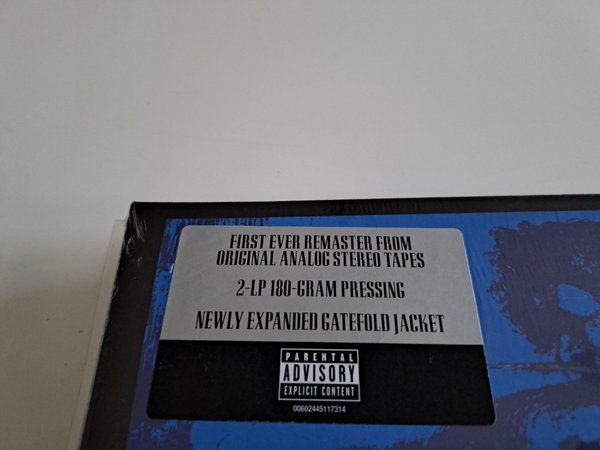 FIRST EVER REMASTER FROM
ORIGINAL ANALOG STEREO TAPES
2-LP 180-GRAM PRESSING
NEWLY EXPANDED GATEFOLD JACKET
PARENTAL
ADVISORY
EXPLICIT CONTENT
00602445117314